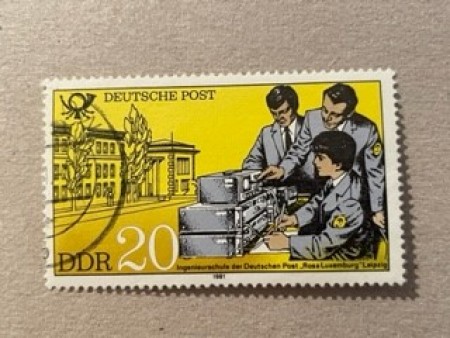 DEUTSCHE POST
DDR 20
Ingenieurschule der Deutschen Post „Rosa Luxemburg" Leipzig
1981